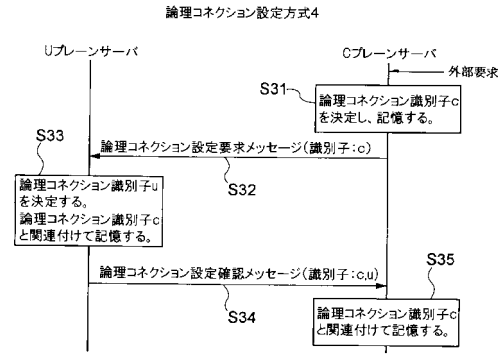 論理コネクション設定方式4
Uプレーンサーバ
Cプレーンサーバ
外部要求
S31
論理コネクション識別子c
を決定し、記憶する。
S33
論理コネクション設定要求メッセージ(識別子:c)
S32
論理コネクション識別子u
を決定する。
論理コネクション識別子c
と関連付けて記憶する。
論理コネクション設定確認メッセージ(識別子:c,u)
S34
S35
論理コネクション識別子c
と関連付けて記憶する。